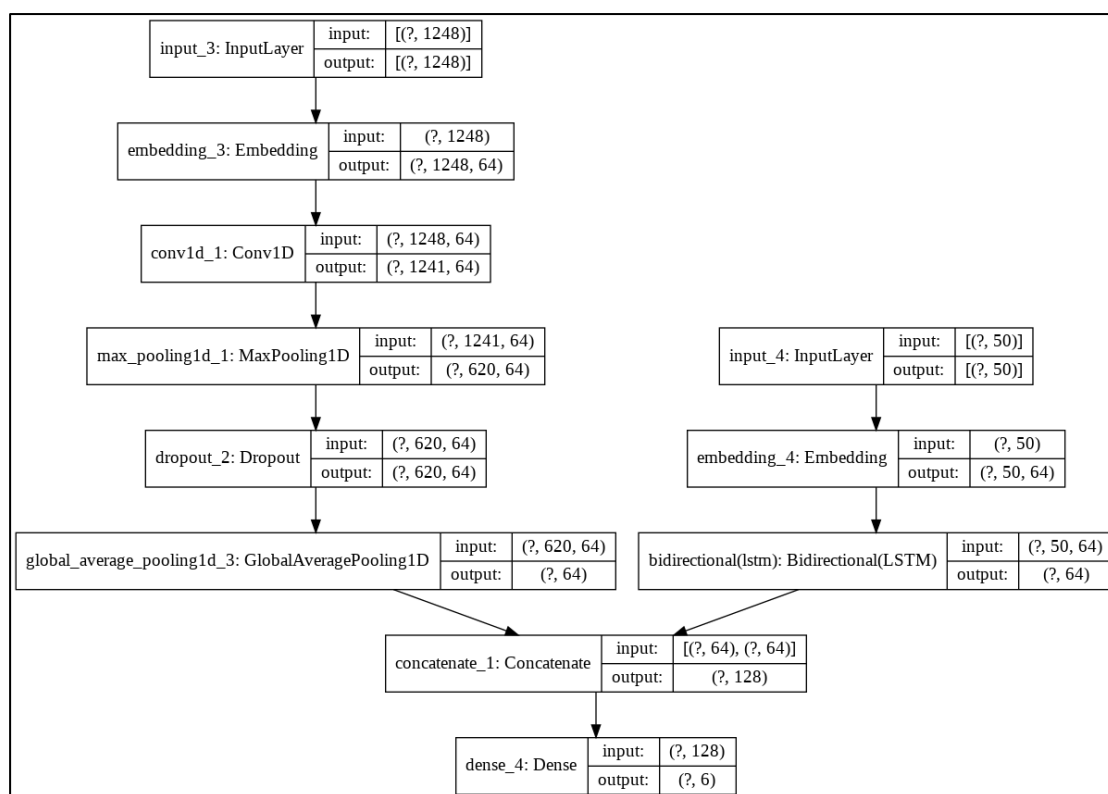 input_3: InputLayer
input: [(?, 1248)]
output: [(?, 1248)]
embedding_3: Embedding
input: (?, 1248)
output: (?, 1248, 64)
conv1d_1: Conv1D
input: (?, 1248, 64)
output: (?, 1241, 64)
max_pooling1d_1: MaxPooling1D
input: (?, 1241, 64)
output: (?, 620, 64)
input_4: InputLayer
input: [(?, 50)]
output: [(?, 50)]
dropout_2: Dropout
input: (?, 620, 64)
output: (?, 620, 64)
embedding_4: Embedding
input: (?, 50)
output: (?, 50, 64)
global_average_pooling1d_3: GlobalAveragePooling1D
input: (?, 620, 64)
output: (?, 64)
bidirectional(lstm): Bidirectional(LSTM)
input: (?, 50, 64)
output: (?, 64)
concatenate_1: Concatenate
input: [(?, 64), (?, 64)]
output: (?, 128)
dense_4: Dense
input: (?, 128)
output: (?, 6)